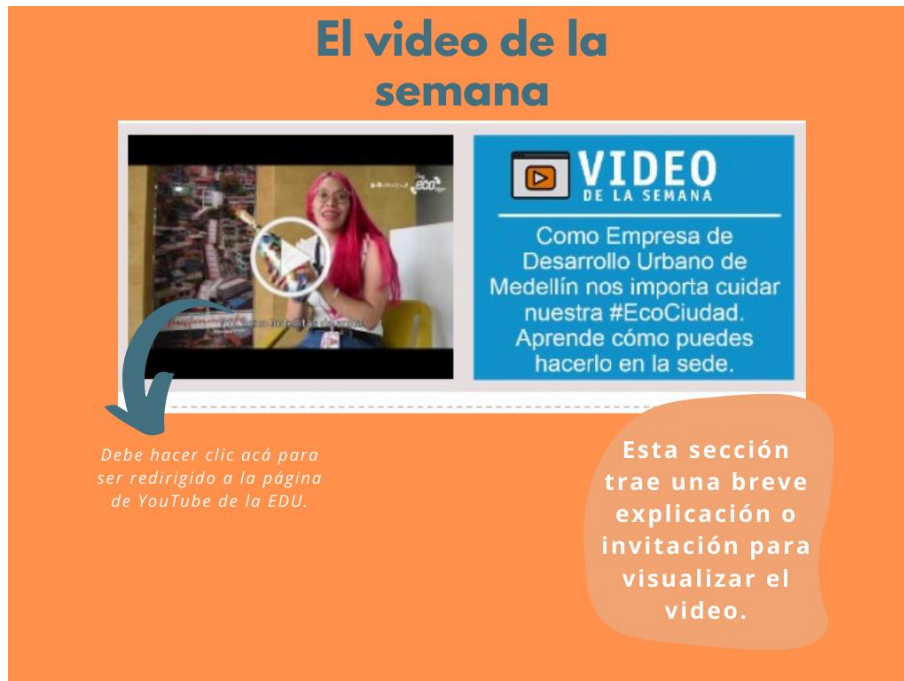 El video de la
semana
ECO
VIDEO
DE LA SEMANA
Como Empresa de
Desarrollo Urbano de
Medellín nos importa cuidar
nuestra #EcoCiudad.
Aprende cómo puedes
hacerlo en la sede.
Debe hacer clic acá para
ser redirigido a la página
de YouTube de la EDU.
Esta sección
trae una breve
explicación o
invitación para
visualizar el
video.